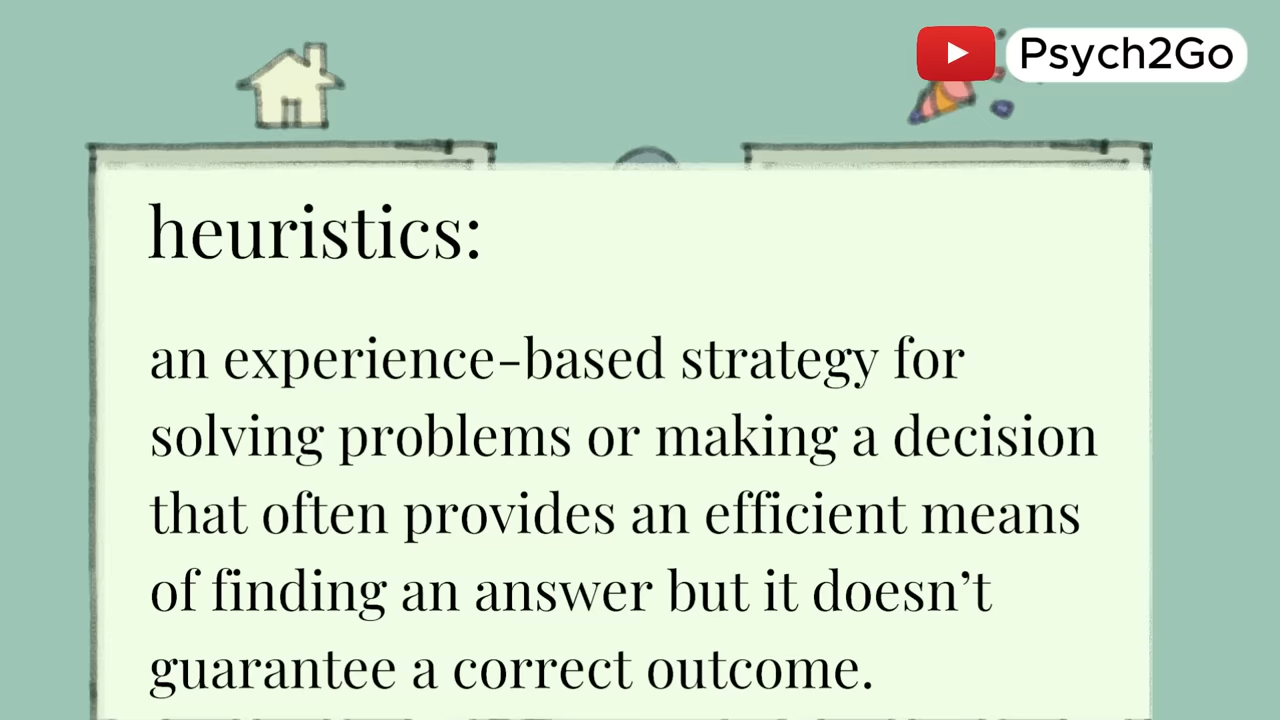 Psych2Go
heuristics:
an experience-based strategy for
solving problems or making a decision
that often provides an efficient means
of finding an answer but it doesn’t
guarantee a correct outcome.